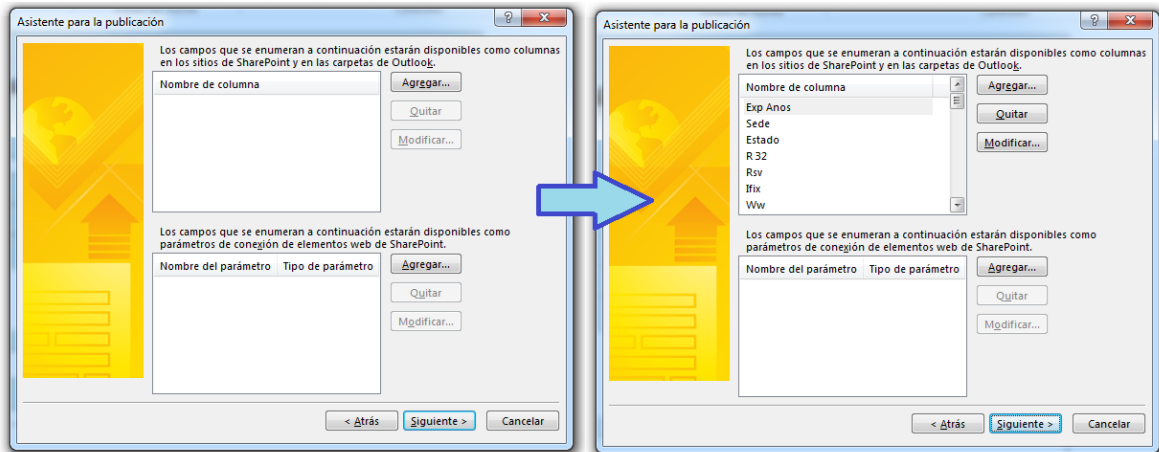 Asistente para la publicación
Los campos que se enumeran a continuación estarán disponibles como columnas
en los sitios de SharePoint y en las carpetas de Outlook.
Nombre de columna
Agregar...
Quitar
Modificar...
Los campos que se enumeran a continuación estarán disponibles como
parámetros de conexión de elementos web de SharePoint.
Nombre del parámetro Tipo de parámetro
Agregar...
Quitar
Modificar...
< Atrás Siguiente > Cancelar
Asistente para la publicación
Los campos que se enumeran a continuación estarán disponibles como columnas
en los sitios de SharePoint y en las carpetas de Outlook.
Nombre de columna
Agregar...
Exp Anos
Quitar
Sede
Estado
Modificar...
R 32
Rsv
Ifix
Ww
Los campos que se enumeran a continuación estarán disponibles como
parámetros de conexión de elementos web de SharePoint.
Nombre del parámetro Tipo de parámetro
Agregar...
Quitar
Modificar...
< Atrás Siguiente > Cancelar